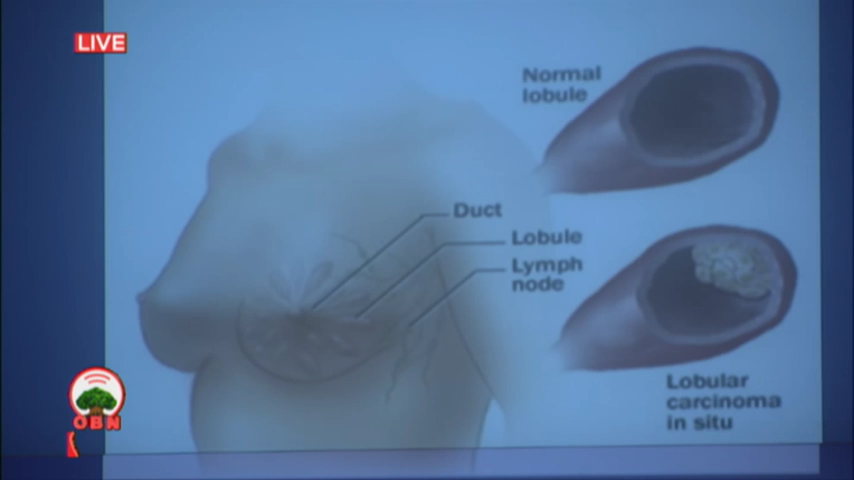 LIVE
Normal
lobule
Duct
Lobule
Lymph
node
Lobular
carcinoma
in situ
OBN